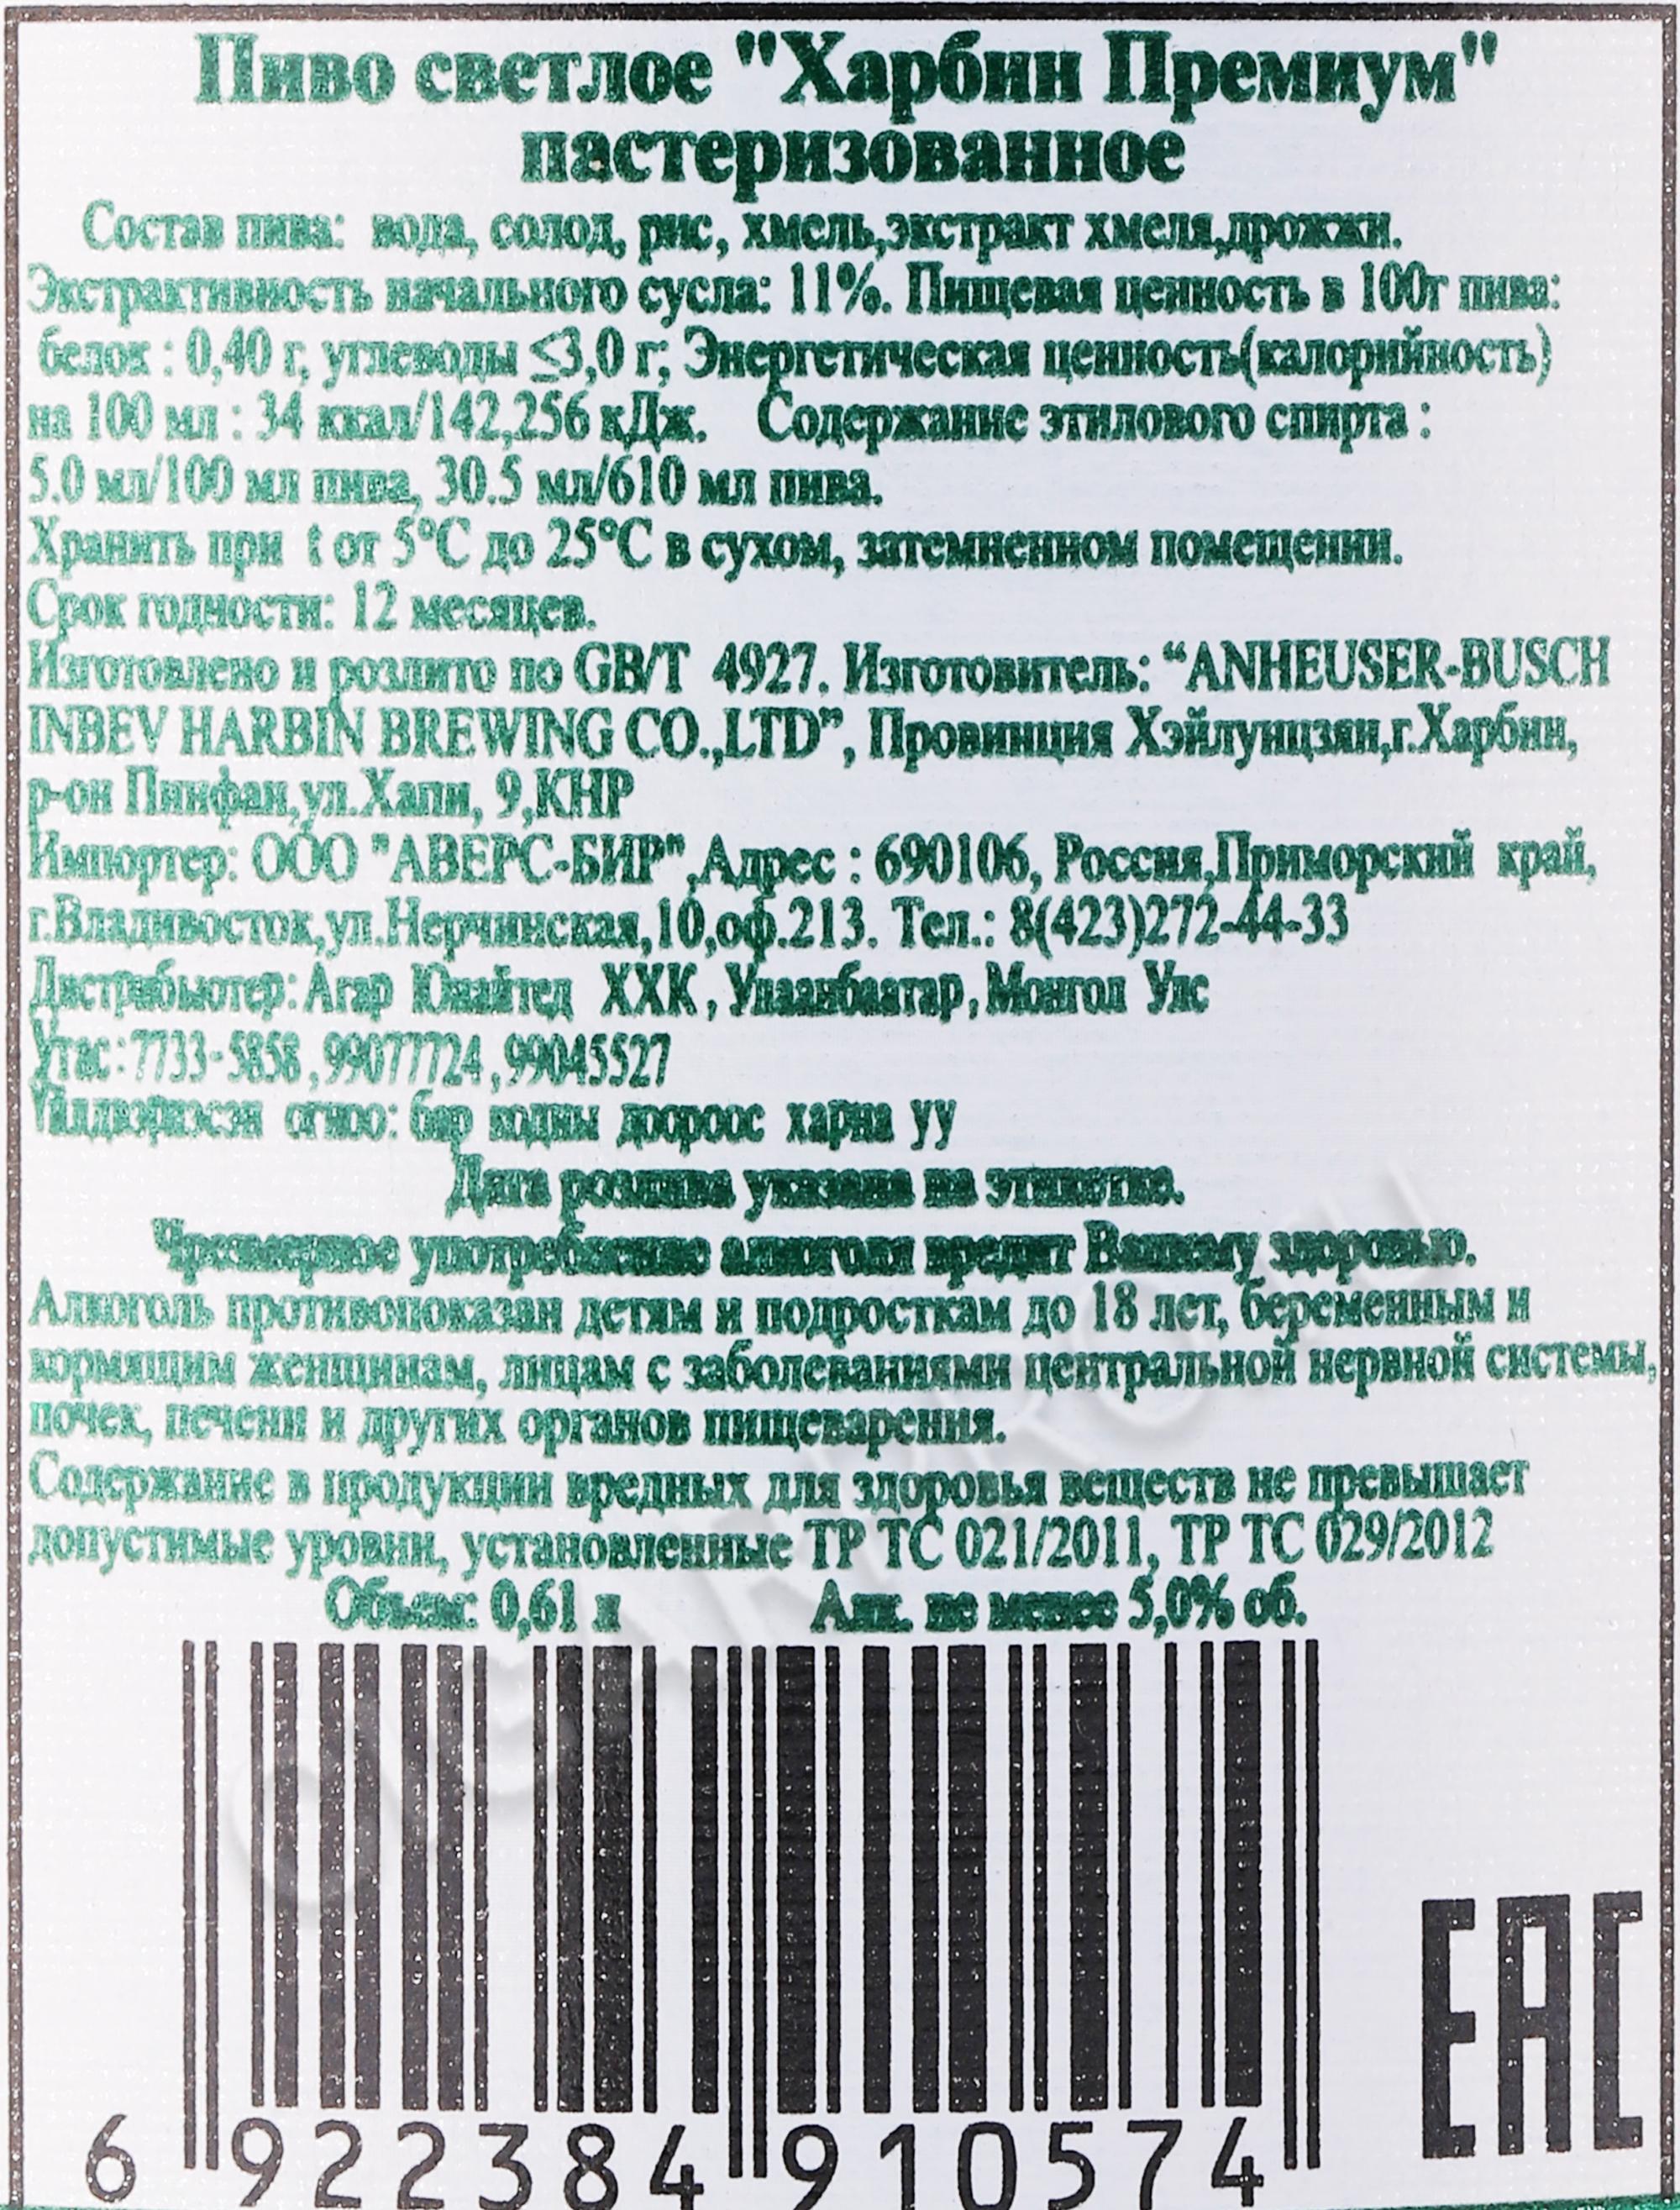 Пиво светлое "Харбин Премиум"
пастеризованное
Состав пива: вода, солод, рис, хмель,экстракт хмеля,дрожжи.
Экстрактивность начального сусла: 11%. Пищевая ценность в 100г пива:
белок : 0,40 г, углеводы ≤3,0 г; Энергетическая ценность(калорийность)
на 100 мл : 34 ккал/142,256 кДж. Содержание этилового спирта :
5.0 мл/100 мл пива, 30.5 мл/610 мл пива.
Хранить при t от 5°C до 25°C в сухом, затемненном помещении.
Срок годности: 12 месяцев.
Изготовлено и розлито по GB/T 4927. Изготовитель: “ANHEUSER-BUSCH
INBEV HARBIN BREWING CO.,LTD”, Провинция Хэйлунцзян,г.Харбин,
р-он Пинфан,ул.Хапи, 9,КНР
Импортер: ООО "АВЕРС-БИР",Адрес : 690106, Россия,Приморский край,
г.Владивосток,ул.Нерчинская,10,оф.213. Тел.: 8(423)272-44-33
Дистрибьютер: Агар Юнайтед ХХК, Улаанбаатар, Монгол Улс
Утас:7733-5858,99077724,99045527
Үйлдвэрлэсэн огноо: бар кодны доороос харна уу
Дата розлива указана на этикетке.
Чрезмерное употребление алкоголя вредит Вашему здоровью.
Алкоголь противопоказан детям и подросткам до 18 лет, беременным и
кормящим женщинам, лицам с заболеваниями центральной нервной системы,
почек, печени и других органов пищеварения.
Содержание в продукции вредных для здоровья веществ не превышает
допустимые уровни, установленные ТР ТС 021/2011, ТР ТС 029/2012
Объем: 0,61 л Алк. не менее 5,0% об.
6 922384 910574
EAC